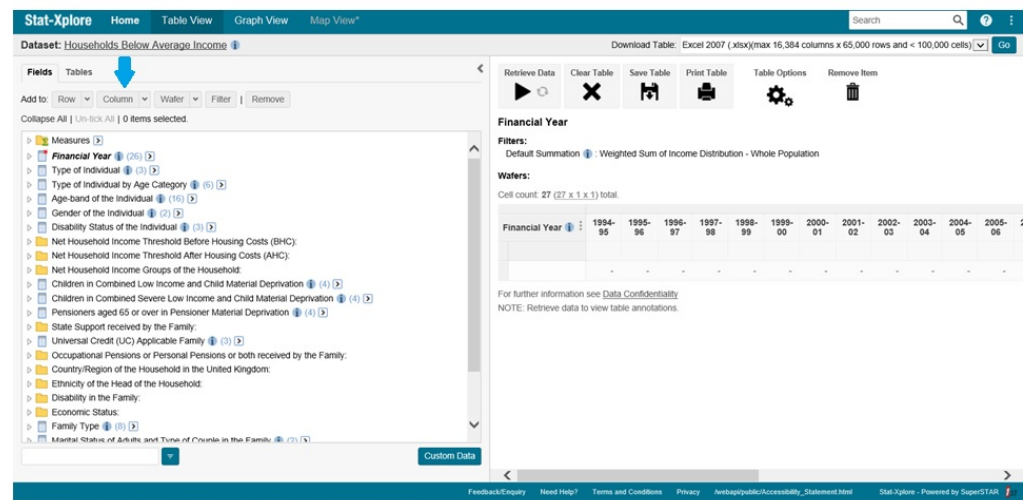 Stat-Xplore Home Table View Graph View Map View* Search
Dataset: Households Below Average Income Download Table: Excel 2007 (.xlsx)(max 16,384 columns x 65,000 rows and < 100,000 cells) Go
Fields Tables
Add to: Row Column Wafer Filter | Remove
Collapse All | Un-tick All | 0 items selected.
Measures
Financial Year (26)
Type of Individual (3)
Type of Individual by Age Category (6)
Age-band of the Individual (16)
Gender of the Individual (2)
Disability Status of the Individual (3)
Net Household Income Threshold Before Housing Costs (BHC):
Net Household Income Threshold After Housing Costs (AHC):
Net Household Income Groups of the Household:
Children in Combined Low Income and Child Material Deprivation (4)
Children in Combined Severe Low Income and Child Material Deprivation (4)
Pensioners aged 65 or over in Pensioner Material Deprivation (4)
State Support received by the Family:
Universal Credit (UC) Applicable Family (3)
Occupational Pensions or Personal Pensions or both received by the Family:
Country/Region of the Household in the United Kingdom:
Ethnicity of the Head of the Household:
Disability in the Family:
Economic Status:
Family Type (8)
Marital Status of Adults and Type of Couple in the Family (7)
Custom Data
Retrieve Data Clear Table Save Table Print Table Table Options Remove Item
Financial Year
Filters:
Default Summation : Weighted Sum of Income Distribution - Whole Population
Wafers:
Cell count: 27 (27 x 1 x 1) total.
Financial Year 1994-95 1995-96 1996-97 1997-98 1998-99 1999-00 2000-01 2001-02 2002-03 2003-04 2004-05 2005-06
For further information see Data Confidentiality
NOTE: Retrieve data to view table annotations.
Feedback/Enquiry Need Help? Terms and Conditions Privacy /webapi/public/Accessibility_Statement.html Stat-Xplore - Powered by SuperSTAR